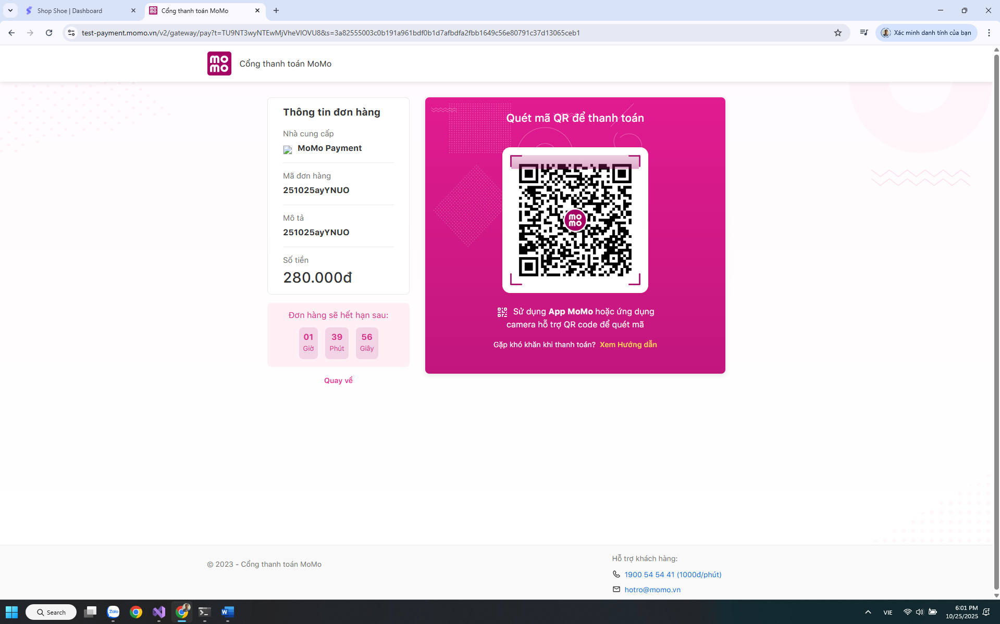 Shop Shoe | Dashboard
Cổng thanh toán MoMo
test-payment.momo.vn/v2/gateway/pay?t=TU9NT3wyNTEwMjVheVlOVU8&s=3a82555003c0b191a961bdf0b1d7afbdfa2fbb1649c56e80791c37d13065ceb1
Xác minh danh tính của bạn
mo
mo
Cổng thanh toán MoMo
Thông tin đơn hàng
Nhà cung cấp
MoMo Payment
Mã đơn hàng
251025ayYNUO
Mô tả
251025ayYNUO
Số tiền
280.000đ
Đơn hàng sẽ hết hạn sau:
01 39 56
Giờ Phút Giây
Quay về
Quét mã QR để thanh toán
mo
mo
Sử dụng App MoMo hoặc ứng dụng
camera hỗ trợ QR code để quét mã
Gặp khó khăn khi thanh toán? Xem Hướng dẫn
© 2023 - Cổng thanh toán MoMo
Hỗ trợ khách hàng:
1900 54 54 41 (1000đ/phút)
hotro@momo.vn
Search
Zalo
VIE
6:01 PM
10/25/2025